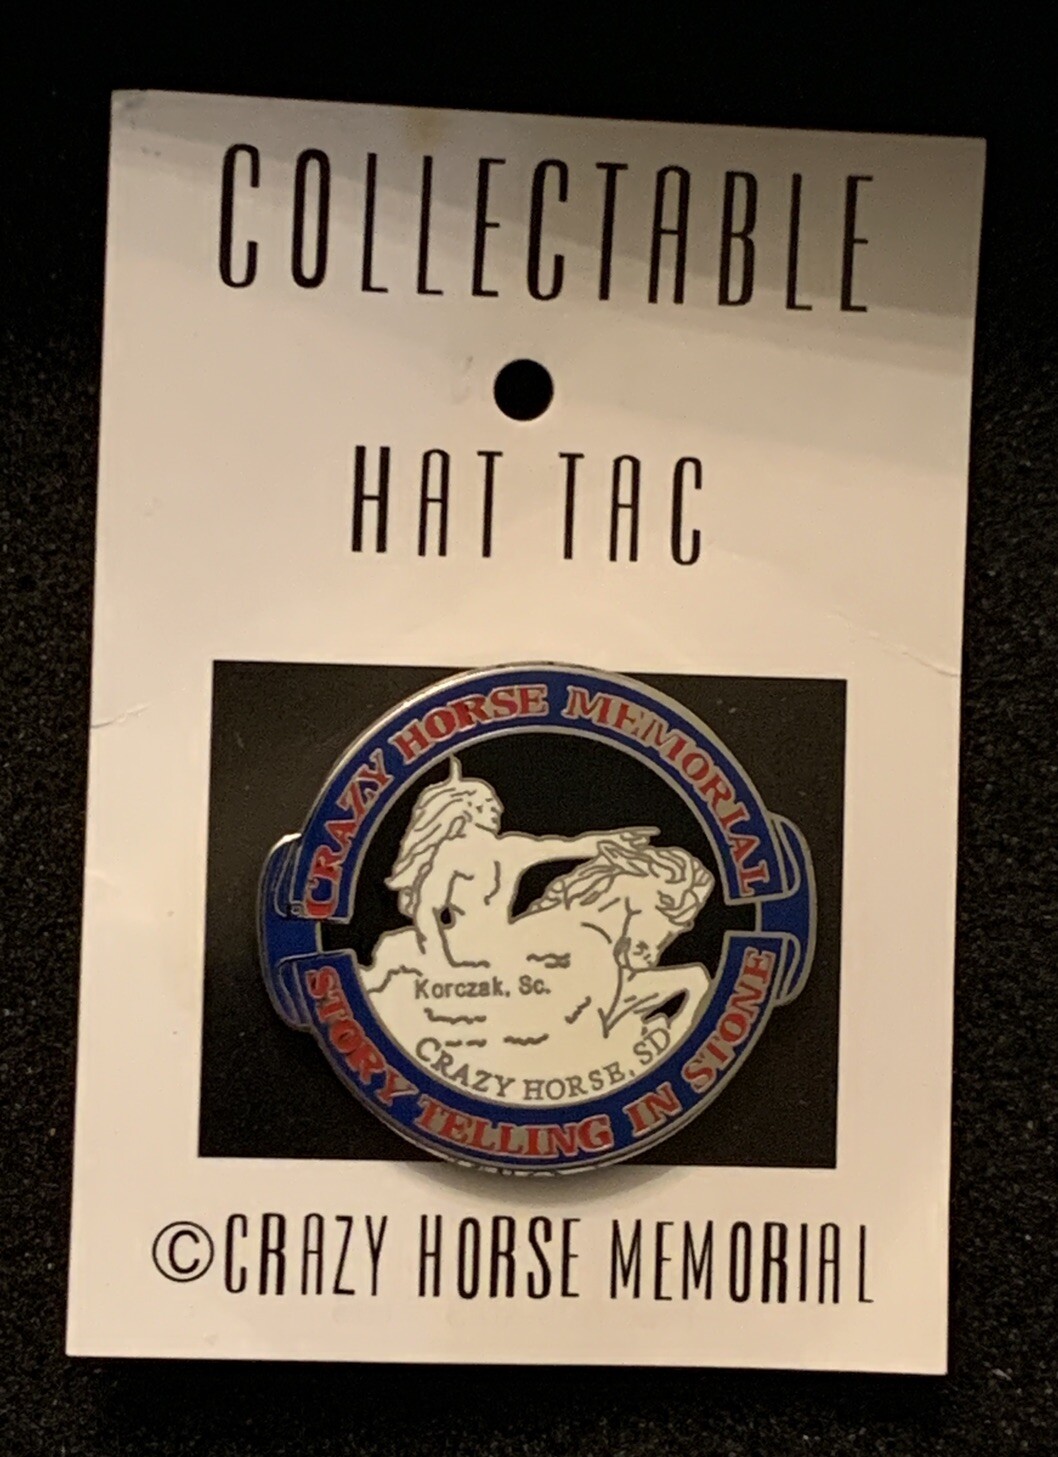 COLLECTABLE
HAT TAC
CRAZY HORSE MEMORIAL
Korczak, Sc.
CRAZY HORSE, SD
STORY TELLING IN STONE
©CRAZY HORSE MEMORIAL